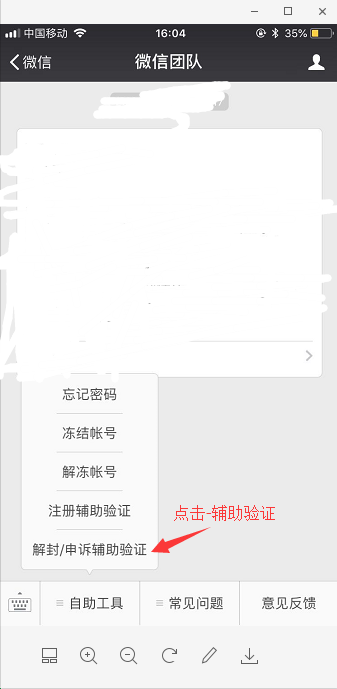 中国移动 16:04 35%
微信 微信团队
忘记密码
冻结帐号
解冻帐号
注册辅助验证
点击-辅助验证
解封/申诉辅助验证
自助工具 常见问题 意见反馈